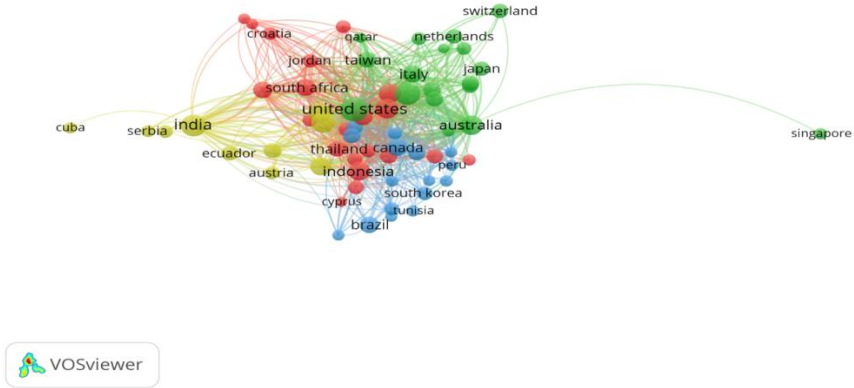 switzerland
croatia
qatar
netherlands
jordan
taiwan
italy
japan
south africa
united states
cuba
serbia
india
australia
singapore
ecuador
thailand
canada
peru
austria
indonesia
south korea
cyprus
tunisia
brazil
VOSviewer